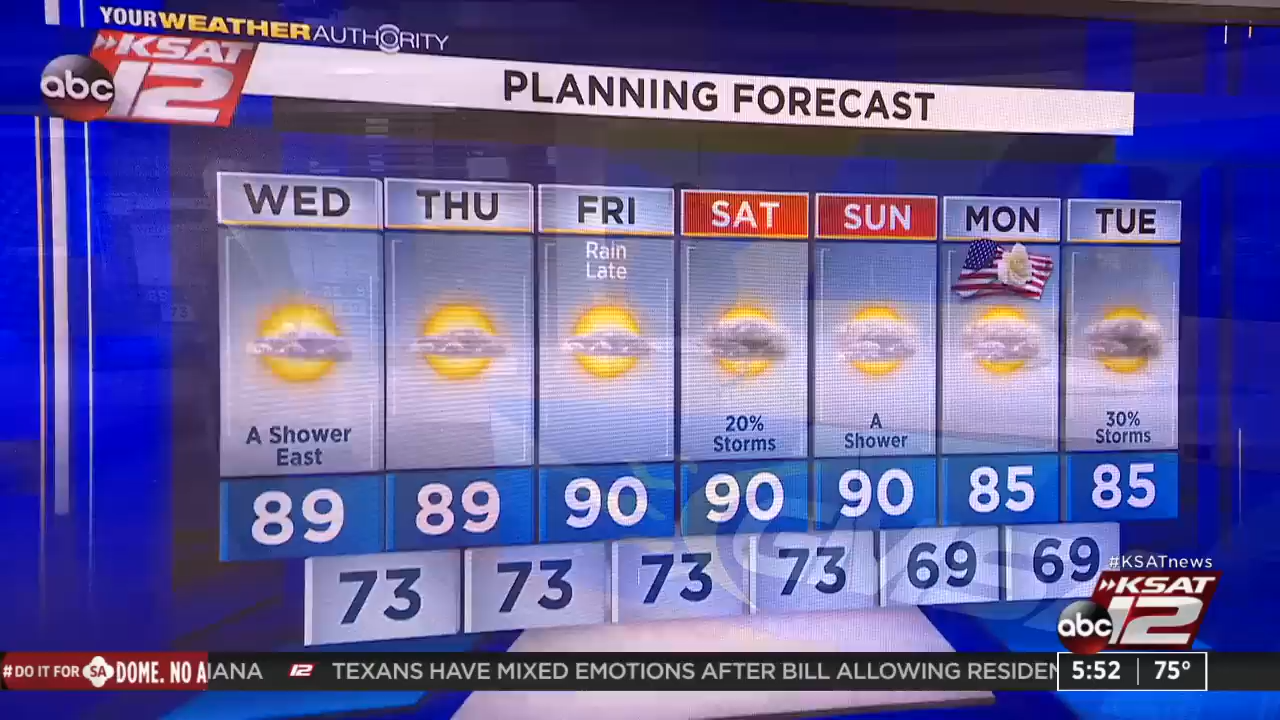 YOUR WEATHER AUTHORITY
KSAT
abc 12
PLANNING FORECAST
WED THU FRI SAT SUN MON TUE
Rain
Late
A Shower
East
20%
Storms
A
Shower
30%
Storms
89 89 90 90 90 85 85
73 73 73 73 69 69
#KSATnews
KSAT
abc 12
#DO IT FOR SA DOME. NO A
IANA 12 TEXANS HAVE MIXED EMOTIONS AFTER BILL ALLOWING RESIDEN
5:52 75°